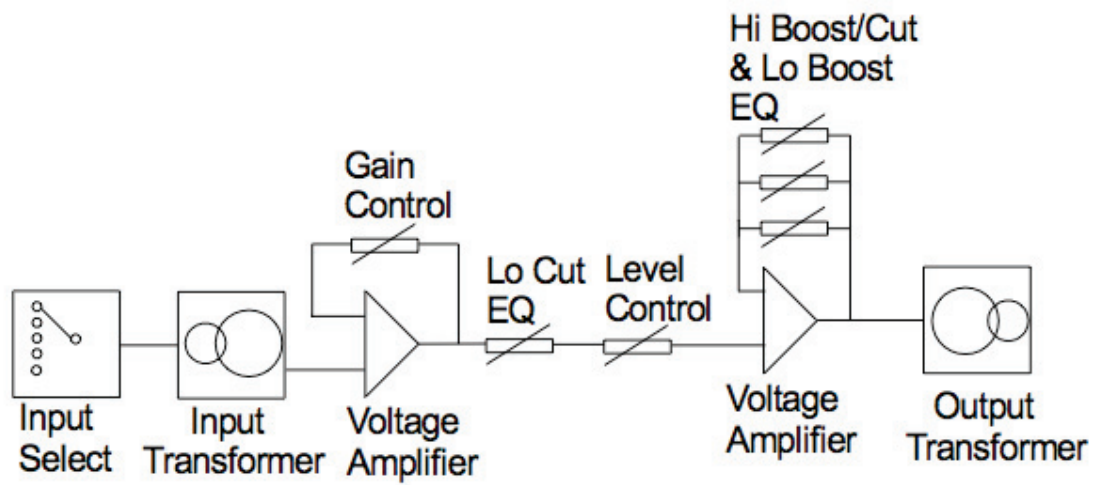 Hi Boost/Cut
& Lo Boost
EQ
Gain
Control
Lo Cut
EQ
Level
Control
Input
Select
Input
Transformer
Voltage
Amplifier
Voltage
Amplifier
Output
Transformer